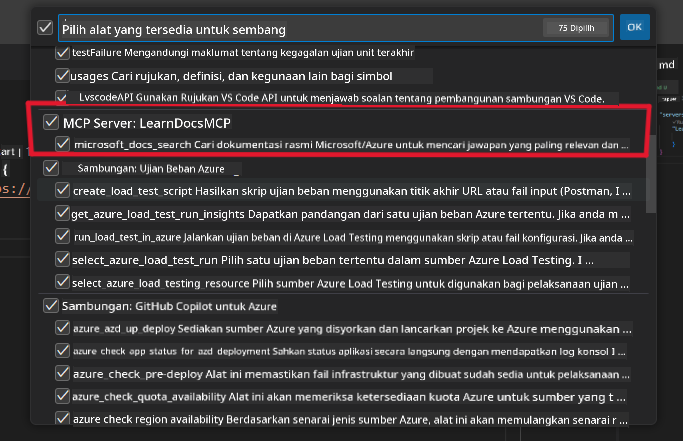 Pilih alat yang tersedia untuk sembang
75 Dipilih
OK
testFailure Mengandungi maklumat tentang kegagalan ujian unit terakhir
usages Cari rujukan, definisi, dan kegunaan lain bagi simbol
LvscodeAPI Gunakan Rujukan VS Code API untuk menjawab soalan tentang pembangunan sambungan VS Code.
MCP Server: LearnDocsMCP
microsoft_docs_search Cari dokumentasi rasmi Microsoft/Azure untuk mencari jawapan yang paling relevan dan ...
Sambungan: Ujian Beban Azure
create_load_test_script Hasilkan skrip ujian beban menggunakan titik akhir URL atau fail input (Postman, I ...
get_azure_load_test_run_insights Dapatkan pandangan dari satu ujian beban Azure tertentu. Jika anda m ...
run_load_test_in_azure Jalankan ujian beban di Azure Load Testing menggunakan skrip atau fail konfigurasi. Jika anda ...
select_azure_load_test_run Pilih satu ujian beban tertentu dalam sumber Azure Load Testing. I ...
select_azure_load_testing_resource Pilih sumber Azure Load Testing untuk digunakan bagi pelaksanaan ujian ...
Sambungan: GitHub Copilot untuk Azure
azure_azd_up_deploy Sediakan sumber Azure yang disyorkan dan lancarkan projek ke Azure menggunakan ...
azure_check_app_status_for_azd_deployment Sahkan status aplikasi secara langsung dengan mendapatkan log konsol I ...
azure_check_pre-deploy Alat ini memastikan fail infrastruktur yang dibuat sudah sedia untuk pelaksanaan ...
azure_check_quota_availability Alat ini akan memeriksa ketersediaan kuota Azure untuk sumber yang t ...
azure check region availability Berdasarkan senarai jenis sumber Azure, alat ini akan memulangkan senarai r ...
md